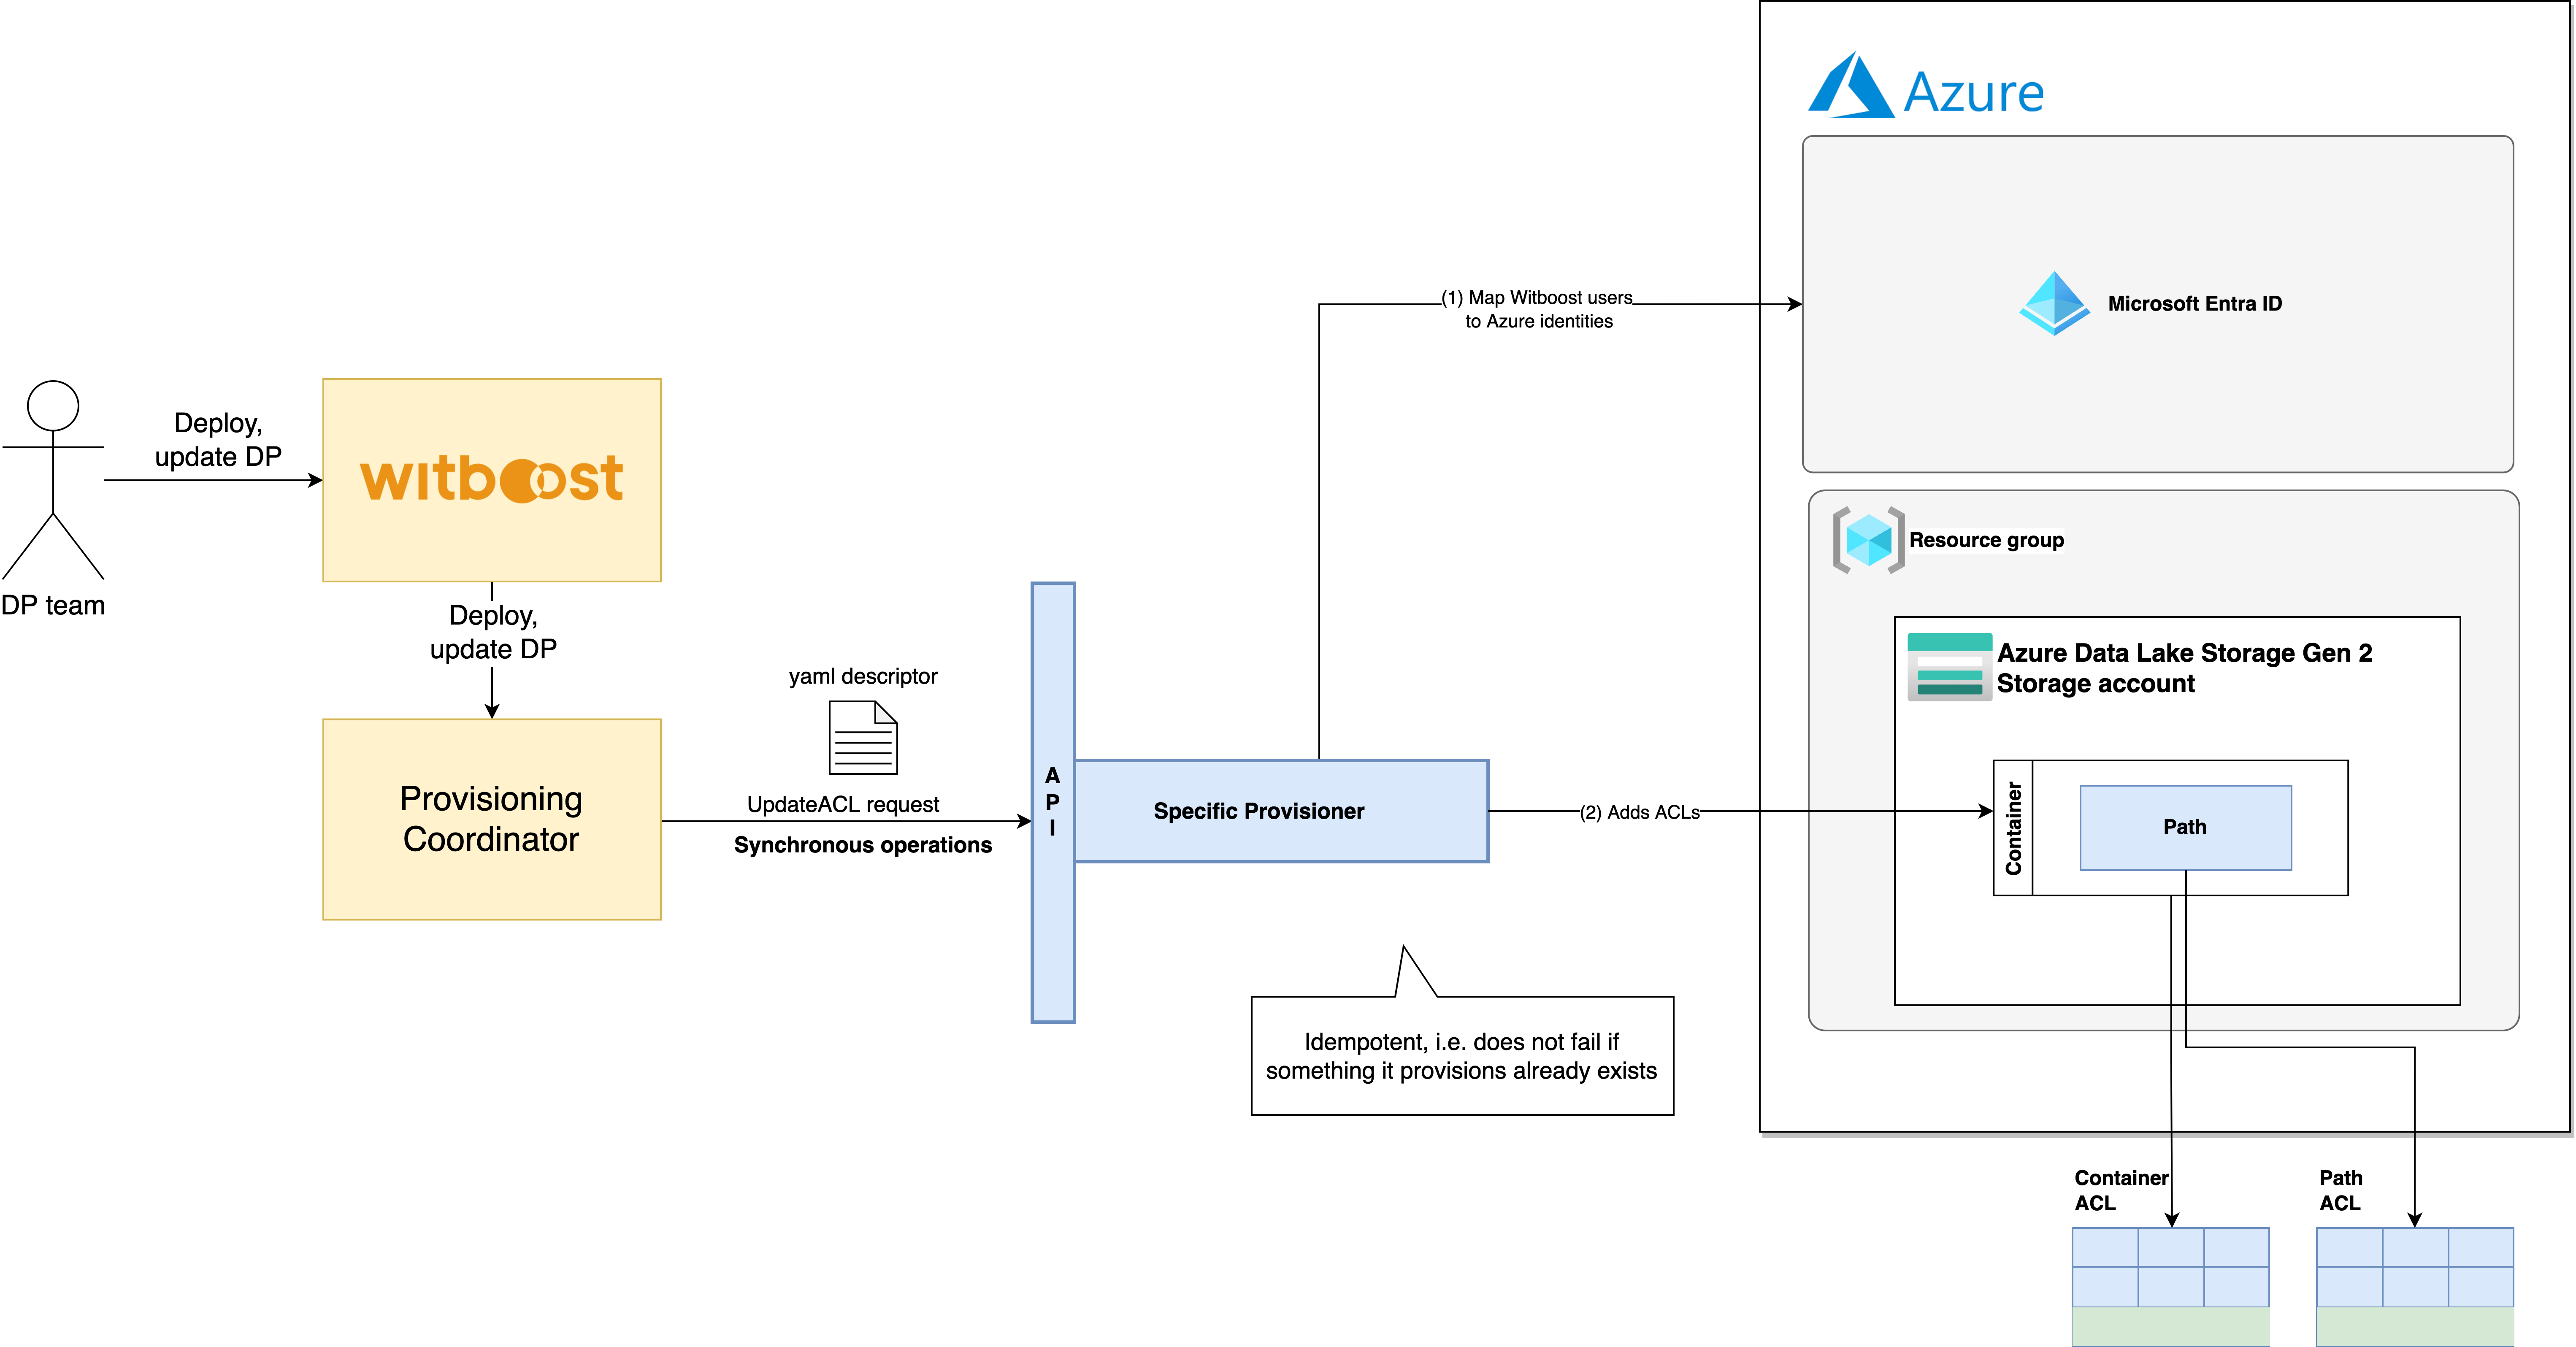 Azure
Microsoft Entra ID
(1) Map Witboost users
to Azure identities
Deploy,
update DP
witboost
DP team
Deploy,
update DP
Resource group
Azure Data Lake Storage Gen 2
Storage account
yaml descriptor
Provisioning
Coordinator
UpdateACL request
Synchronous operations
A
P
I
Specific Provisioner
(2) Adds ACLs
Container
Path
Idempotent, i.e. does not fail if
something it provisions already exists
Container
ACL
Path
ACL